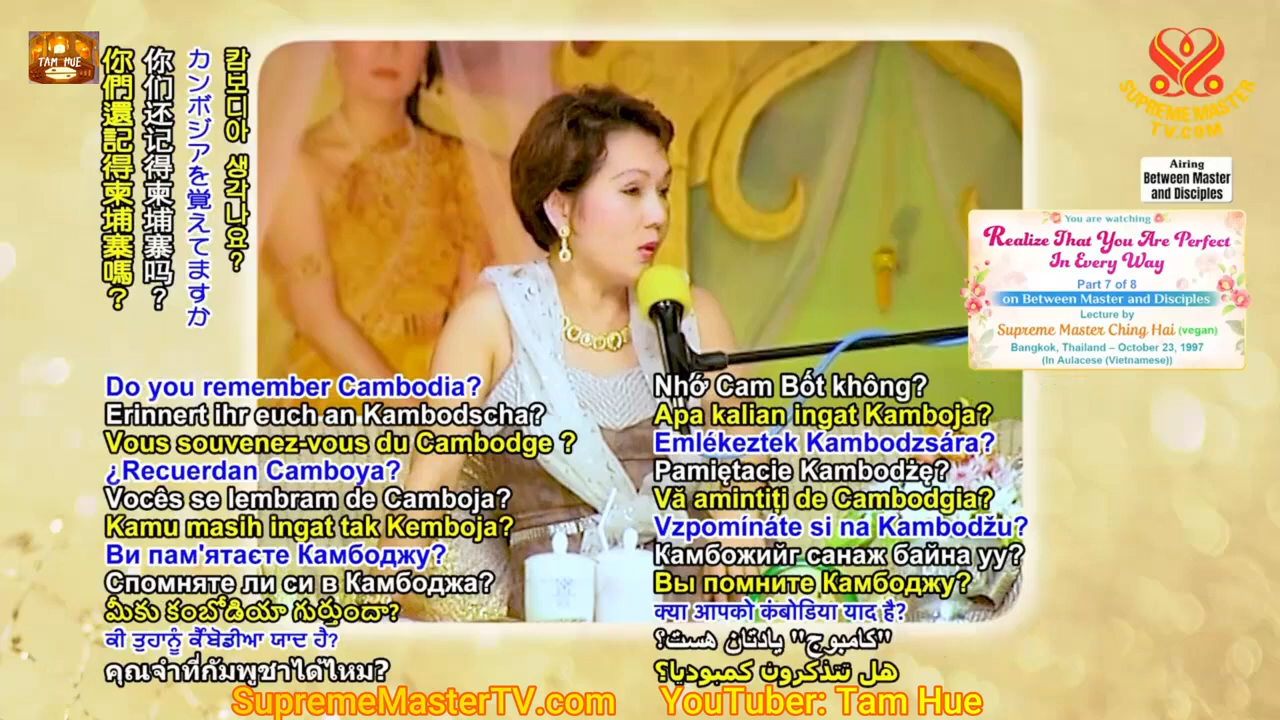 TAM HUE
你們還記得柬埔寨嗎？
你们还记得柬埔寨吗？
カンボジアを覚えてますか
캄보디아 생각나요?
SUPREMEMASTER
TV.COM
Airing
Between Master
and Disciples
You are watching
Realize That You Are Perfect
In Every Way
Part 7 of 8
on Between Master and Disciples
Lecture by
Supreme Master Ching Hai (vegan)
Bangkok, Thailand – October 23, 1997
(In Aulacese (Vietnamese))
Do you remember Cambodia?
Erinnert ihr euch an Kambodscha?
Vous souvenez-vous du Cambodge ?
¿Recuerdan Camboya?
Vocês se lembram de Camboja?
Kamu masih ingat tak Kemboja?
Ви пам'ятаєте Камбоджу?
Спомняте ли си в Камбоджа?
మీకు కంబోడియా గుర్తుందా?
ਕੀ ਤੁਹਾਨੂੰ ਕੈਂਬੋਡੀਆ ਯਾਦ ਹੈ?
คุณจำที่กัมพูชาได้ไหม?
Nhớ Cam Bốt không?
Apa kalian ingat Kamboja?
Emlékeztek Kambodzsára?
Pamiętacie Kambodżę?
Vă amintiți de Cambodgia?
Vzpomínáte si na Kambodžu?
Камбожийг санаж байна уу?
Вы помните Камбоджу?
क्या आपको कंबोडिया याद है?
"کامبوج" یادتان هست؟
هل تتذكرون كمبوديا؟
SupremeMasterTV.com YouTuber: Tam Hue